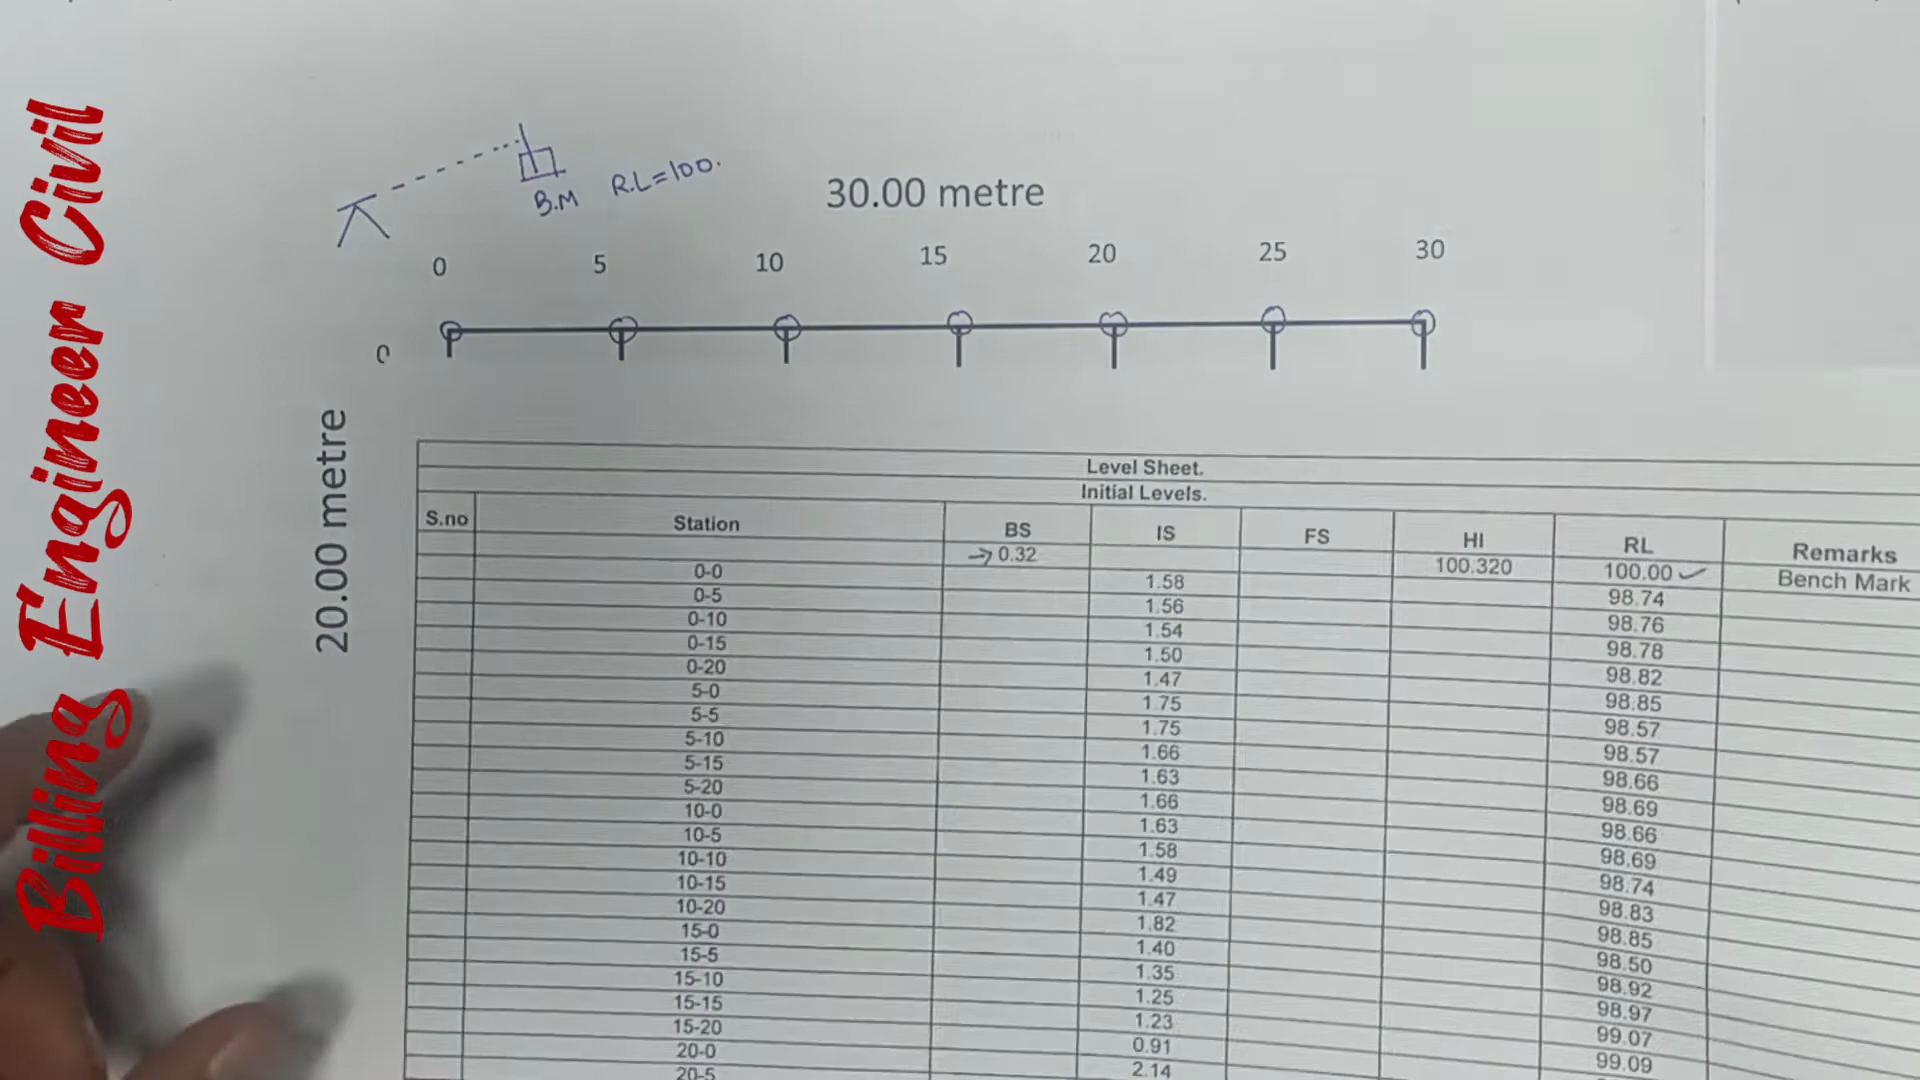 Billing Engineer Civil
B.M R.L=100.
30.00 metre
0 5 10 15 20 25 30
0
20.00 metre
Level Sheet.
Initial Levels.
S.no Station BS IS FS HI RL Remarks
→0.32 100.320 100.00 ✓ Bench Mark
0-0 1.58 98.74
0-5 1.56 98.76
0-10 1.54 98.78
0-15 1.50 98.82
0-20 1.47 98.85
5-0 1.75 98.57
5-5 1.75 98.57
5-10 1.66 98.66
5-15 1.63 98.69
5-20 1.66 98.66
10-0 1.63 98.69
10-5 1.58 98.74
10-10 1.49 98.83
10-15 1.47 98.85
10-20 1.82 98.50
15-0 1.40 98.92
15-5 1.35 98.97
15-10 1.25 99.07
15-15 1.23 99.09
15-20 0.91
20-0 2.14
20-5